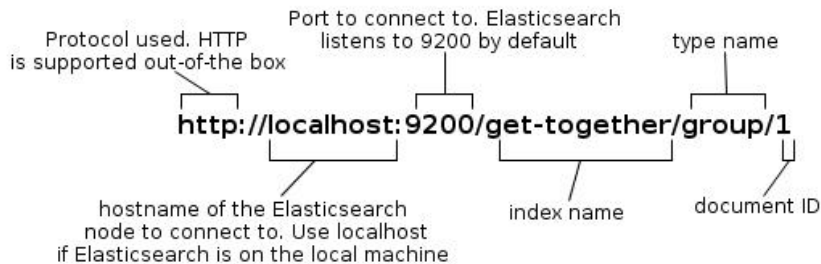 Protocol used. HTTP
is supported out-of-the box
Port to connect to. Elasticsearch
listens to 9200 by default
type name
http://localhost:9200/get-together/group/1
hostname of the Elasticsearch
node to connect to. Use localhost
if Elasticsearch is on the local machine
index name
document ID